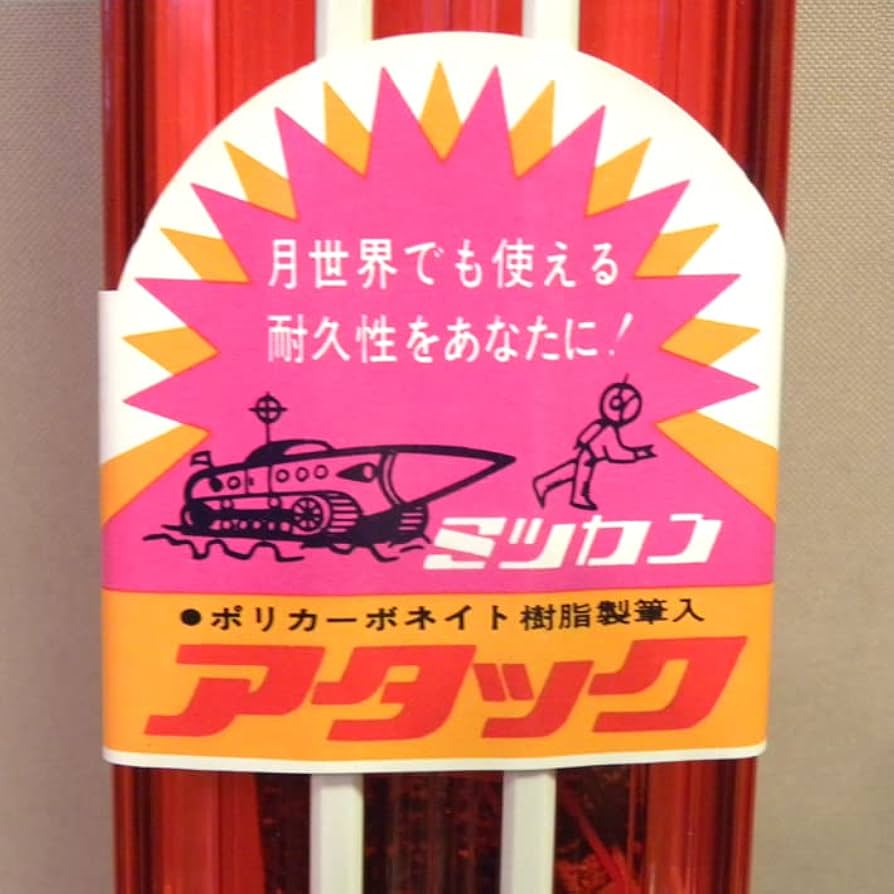 月世界でも使える
耐久性をあなたに!
ミツカン
●ポリカーボネイト樹脂製筆入
アタック